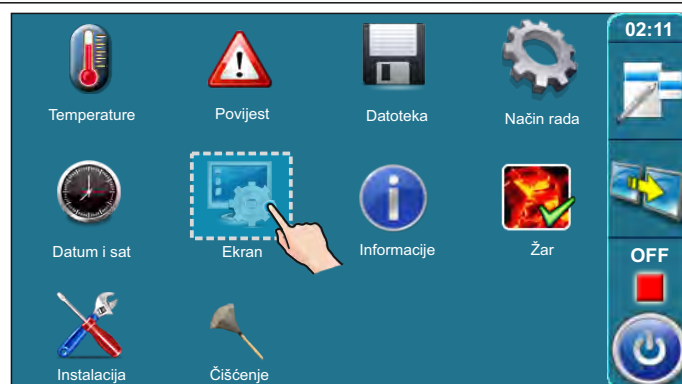 02:11
Temperature
Povijest
Datoteka
Način rada
Datum i sat
Ekran
Informacije
Žar
OFF
Instalacija
Čišćenje